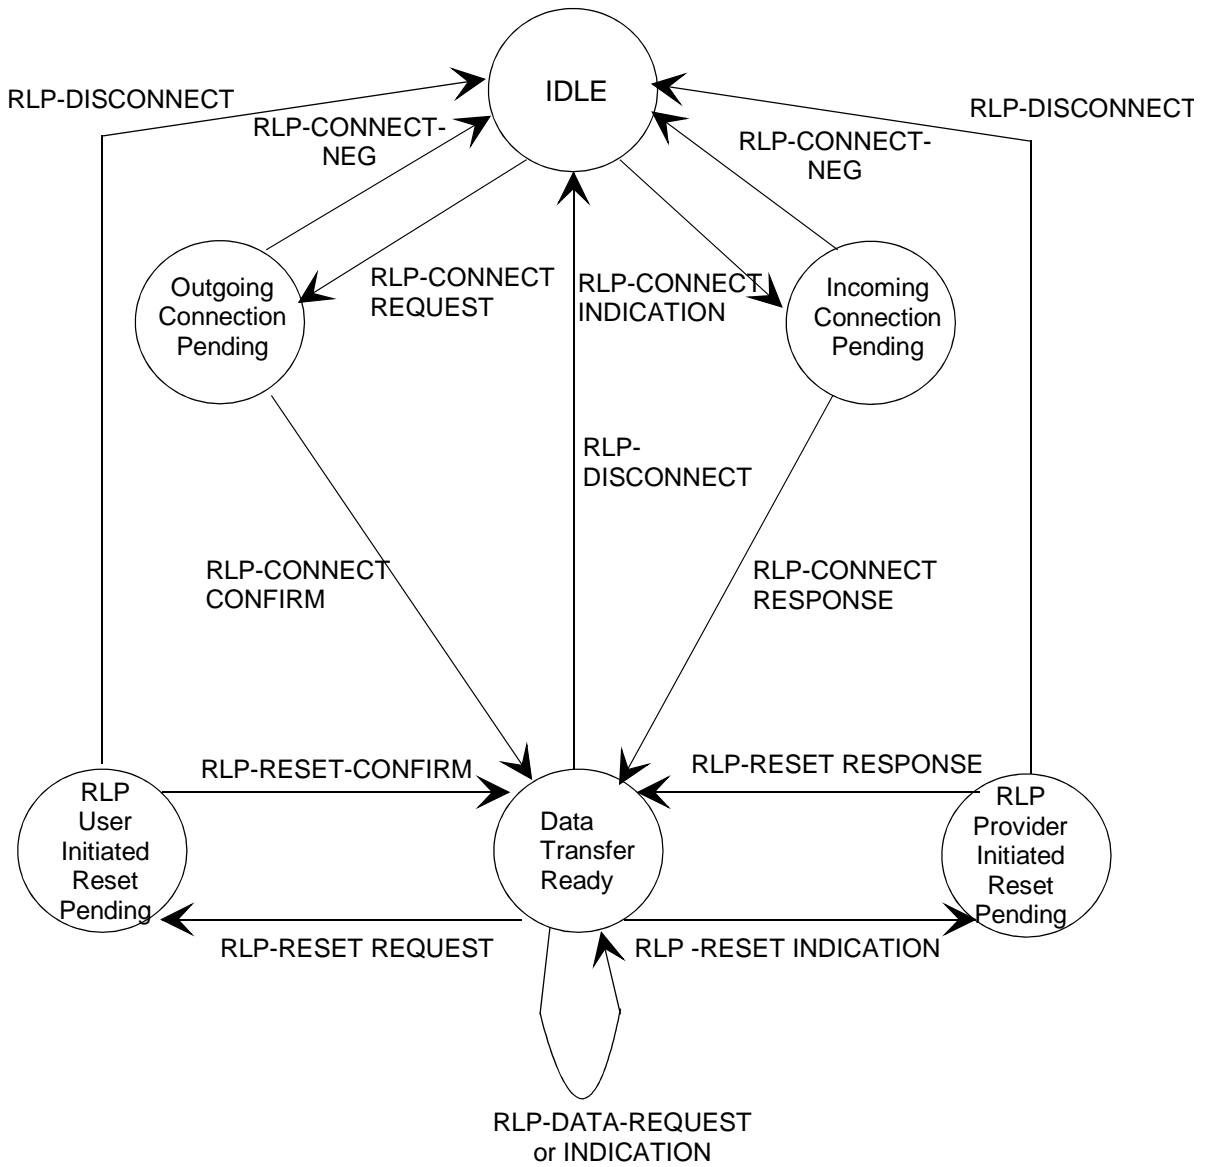 IDLE
RLP-DISCONNECT
RLP-DISCONNECT
RLP-CONNECT-
NEG
RLP-CONNECT-
NEG
Outgoing
Connection
Pending
RLP-CONNECT
REQUEST
RLP-CONNECT
INDICATION
Incoming
Connection
Pending
RLP-
DISCONNECT
RLP-CONNECT
CONFIRM
RLP-CONNECT
RESPONSE
RLP-RESET-CONFIRM
RLP-RESET RESPONSE
RLP
User
Initiated
Reset
Pending
Data
Transfer
Ready
RLP
Provider
Initiated
Reset
Pending
RLP-RESET REQUEST
RLP -RESET INDICATION
RLP-DATA-REQUEST
or INDICATION